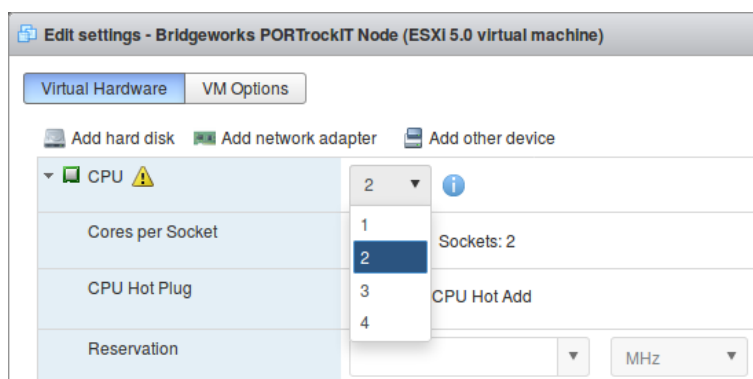 Edit settings - Bridgeworks PORTrockIT Node (ESXi 5.0 virtual machine)
Virtual Hardware VM Options
Add hard disk Add network adapter Add other device
CPU 2
Cores per Socket 1 Sockets: 2
2
CPU Hot Plug 3 CPU Hot Add
4
Reservation MHz